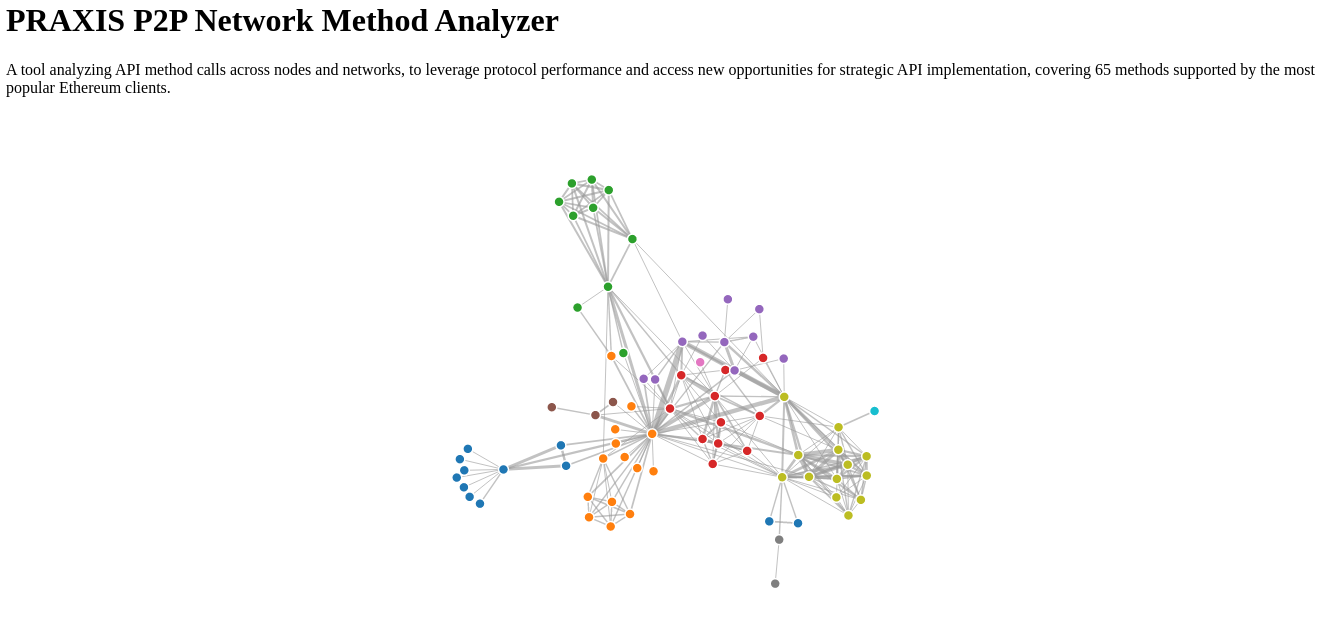 PRAXIS P2P Network Method Analyzer
A tool analyzing API method calls across nodes and networks, to leverage protocol performance and access new opportunities for strategic API implementation, covering 65 methods supported by the most
popular Ethereum clients.